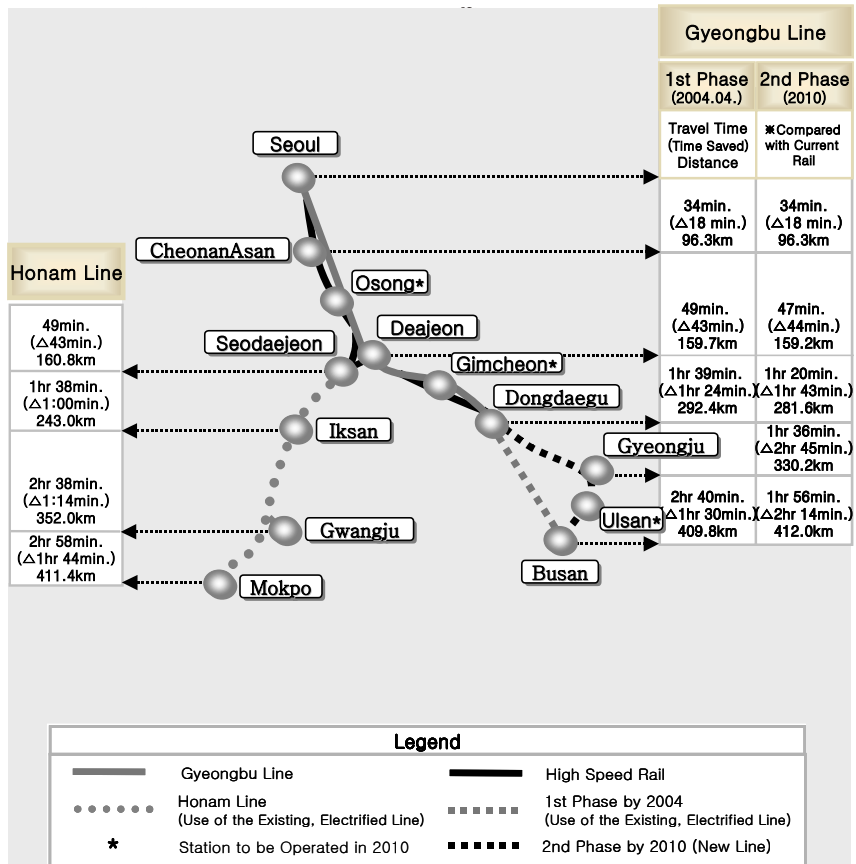 Gyeongbu Line
1st Phase
(2004.04.)
2nd Phase
(2010)
Travel Time
(Time Saved)
Distance
※Compared
with Current
Rail
34min.
(△18 min.)
96.3km
34min.
(△18 min.)
96.3km
49min.
(△43min.)
159.7km
47min.
(△44min.)
159.2km
1hr 39min.
(△1hr 24min.)
292.4km
1hr 20min.
(△1hr 43min.)
281.6km
1hr 36min.
(△2hr 45min.)
330.2km
2hr 40min.
(△1hr 30min.)
409.8km
1hr 56min.
(△2hr 14min.)
412.0km
Seoul
CheonanAsan
Osong*
Deajeon
Seodaejeon
Gimcheon*
Dongdaegu
Iksan
Gyeongju
Ulsan*
Gwangju
Busan
Mokpo
Honam Line
49min.
(△43min.)
160.8km
1hr 38min.
(△1:00min.)
243.0km
2hr 38min.
(△1:14min.)
352.0km
2hr 58min.
(△1hr 44min.)
411.4km
Legend
Gyeongbu Line
High Speed Rail
Honam Line
(Use of the Existing, Electrified Line)
1st Phase by 2004
(Use of the Existing, Electrified Line)
* Station to be Operated in 2010
2nd Phase by 2010 (New Line)